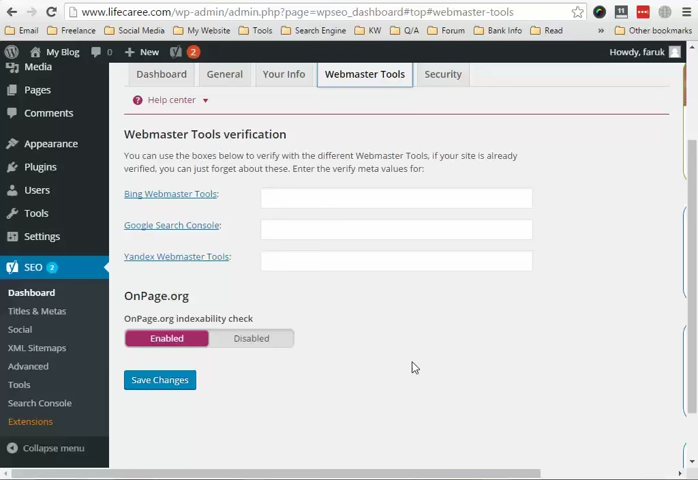 www.lifecaree.com/wp-admin/admin.php?page=wpseo_dashboard#top#webmaster-tools
Email Freelance Social Media My Website Tools Search Engine KW Q/A Forum Bank Info Read » Other bookmarks
My Blog 0 New 2 Howdy, faruk
Media
Pages
Comments
Appearance
Plugins
Users
Tools
Settings
SEO 2
Dashboard
Titles & Metas
Social
XML Sitemaps
Advanced
Tools
Search Console
Extensions
Collapse menu
Dashboard General Your Info Webmaster Tools Security
Help center
Webmaster Tools verification
You can use the boxes below to verify with the different Webmaster Tools, if your site is already
verified, you can just forget about these. Enter the verify meta values for:
Bing Webmaster Tools:
Google Search Console:
Yandex Webmaster Tools:
OnPage.org
OnPage.org indexability check
Enabled Disabled
Save Changes